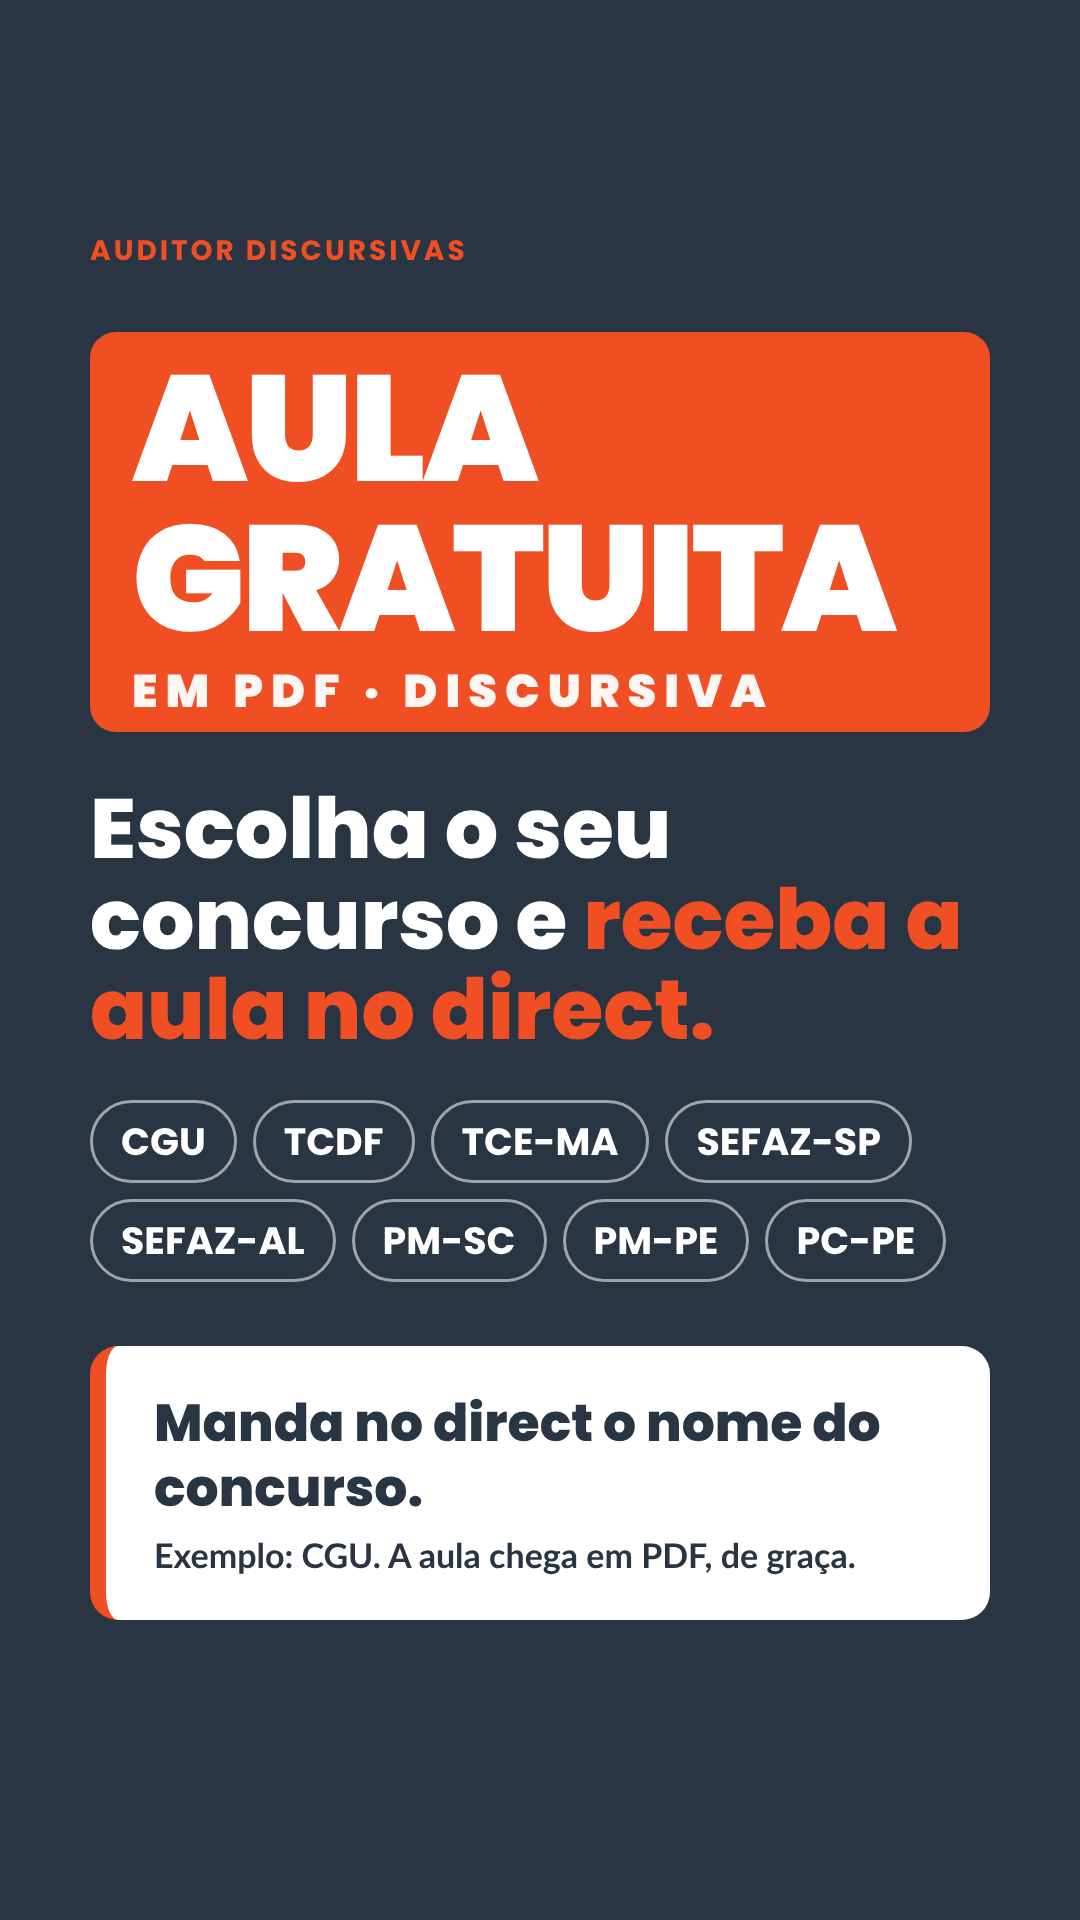 AUDITOR DISCURSIVAS
AULA
GRATUITA
EM PDF · DISCURSIVA
Escolha o seu
concurso e receba a
aula no direct.
CGU TCDF TCE-MA SEFAZ-SP
SEFAZ-AL PM-SC PM-PE PC-PE
Manda no direct o nome do
concurso.
Exemplo: CGU. A aula chega em PDF, de graça.